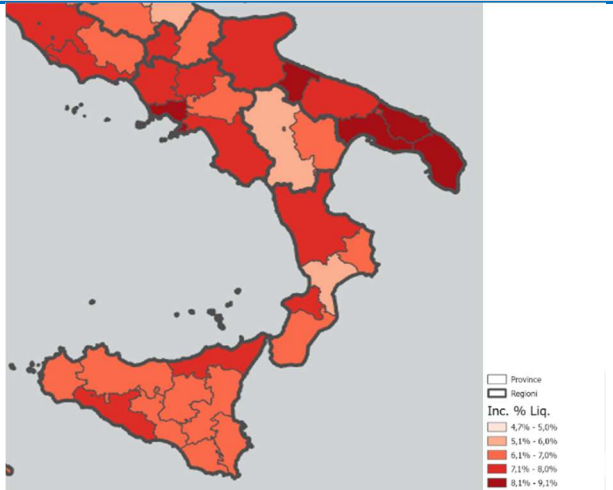 Province
Regioni
Inc. % Liq.
4,7% - 5,0%
5,1% - 6,0%
6,1% - 7,0%
7,1% - 8,0%
8,1% - 9,1%